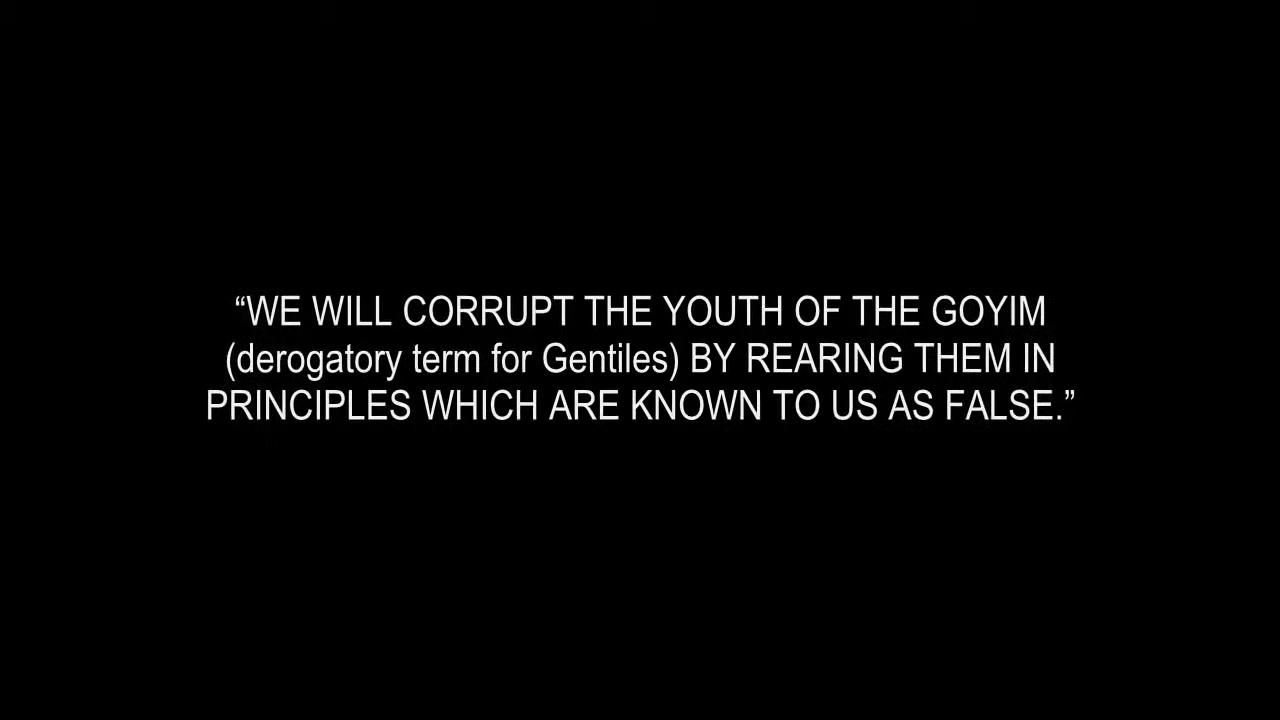 “WE WILL CORRUPT THE YOUTH OF THE GOYIM
(derogatory term for Gentiles) BY REARING THEM IN
PRINCIPLES WHICH ARE KNOWN TO US AS FALSE.”